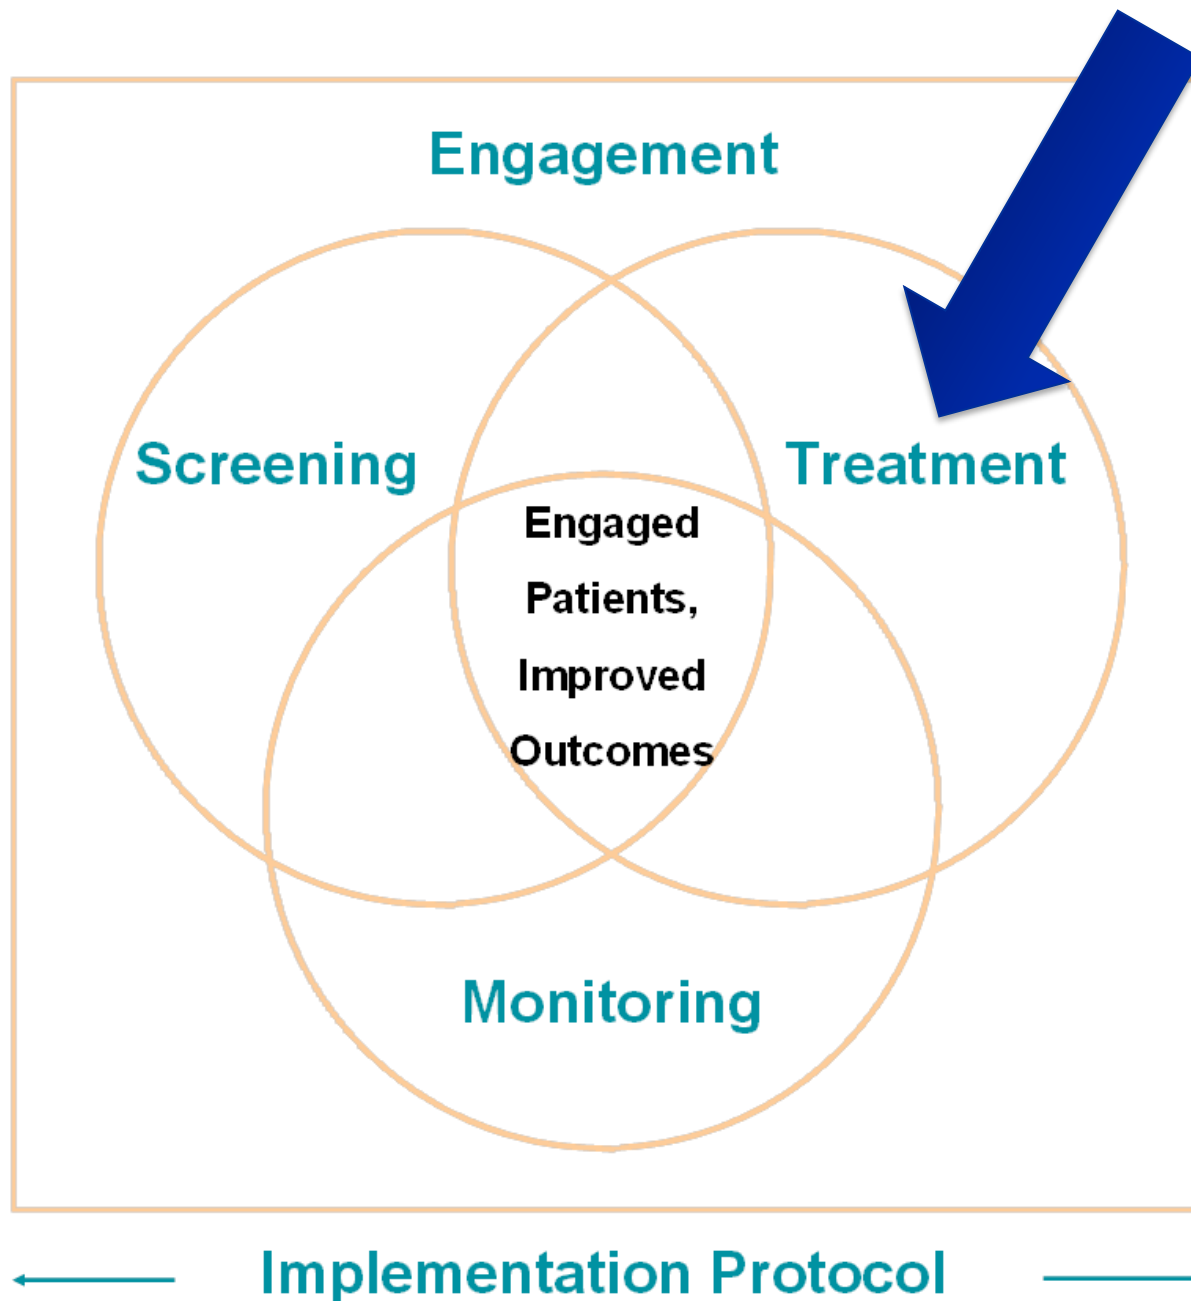 Engagement
Screening
Treatment
Engaged
Patients,
Improved
Outcomes
Monitoring
Implementation Protocol